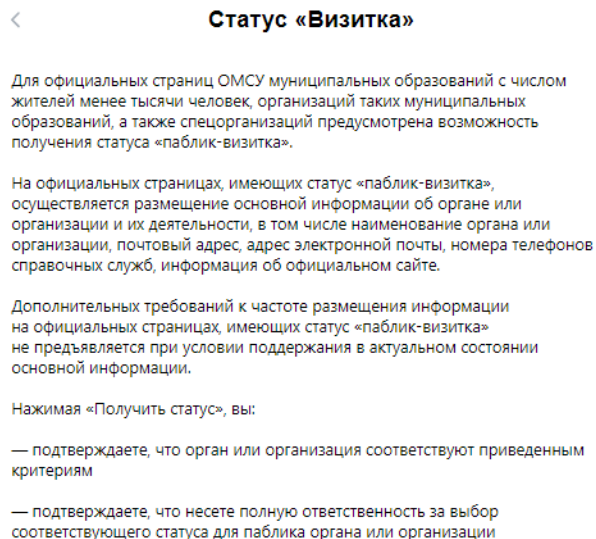 Статус «Визитка»
Для официальных страниц ОМСУ муниципальных образований с числом
жителей менее тысячи человек, организаций таких муниципальных
образований, а также спецорганизаций предусмотрена возможность
получения статуса «паблик-визитка».
На официальных страницах, имеющих статус «паблик-визитка»,
осуществляется размещение основной информации об органе или
организации и их деятельности, в том числе наименование органа или
организации, почтовый адрес, адрес электронной почты, номера телефонов
справочных служб, информация об официальном сайте.
Дополнительных требований к частоте размещения информации
на официальных страницах, имеющих статус «паблик-визитка»
не предъявляется при условии поддержания в актуальном состоянии
основной информации.
Нажимая «Получить статус», вы:
— подтверждаете, что орган или организация соответствуют приведенным
критериям
— подтверждаете, что несете полную ответственность за выбор
соответствующего статуса для паблика органа или организации